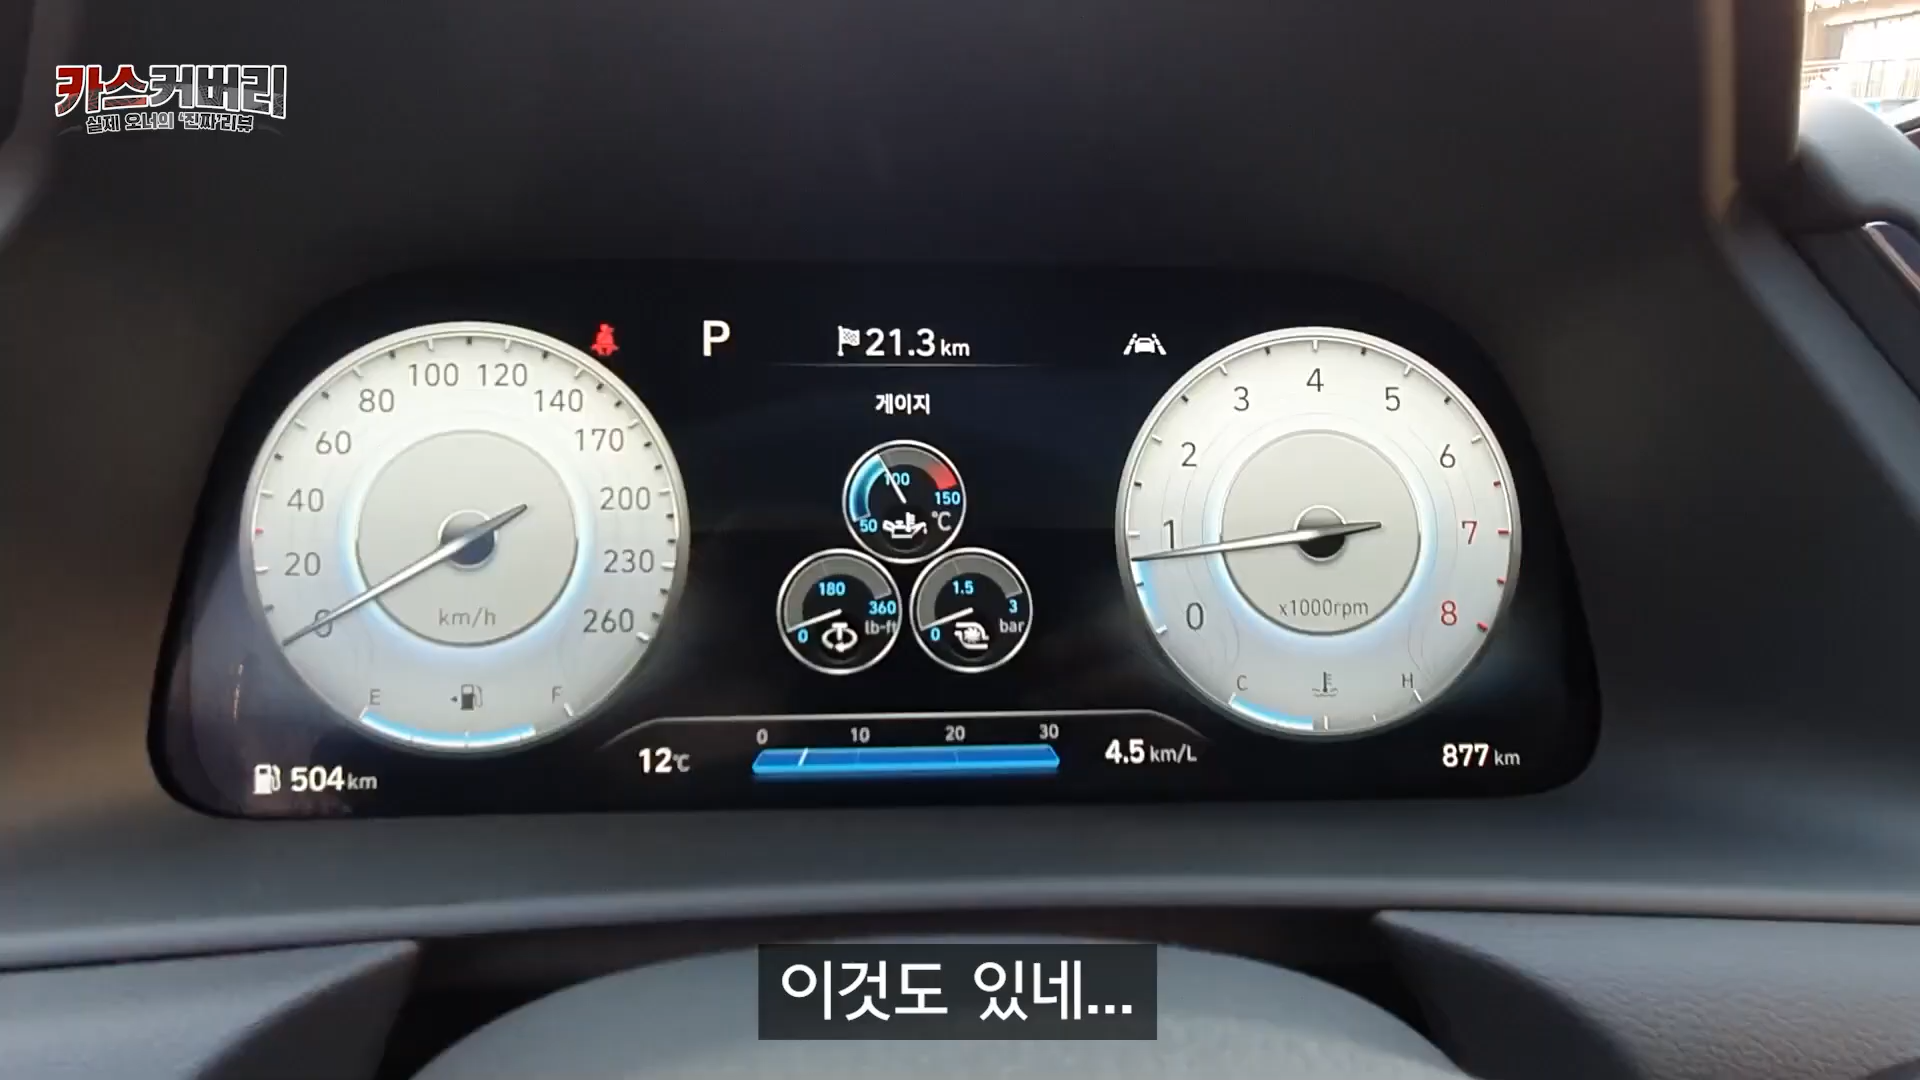 카스커버리
실제 오너의 '진짜'리뷰
P
21.3 km
게이지
0 20 40 60 80 100 120 140 170 200 230 260
km/h
E F
50 100 150 °C
0 180 360 lb-ft
0 1.5 3 bar
0 1 2 3 4 5 6 7 8
x1000rpm
C H
504 km
12℃
0 10 20 30
4.5 km/L
877 km
이것도 있네...